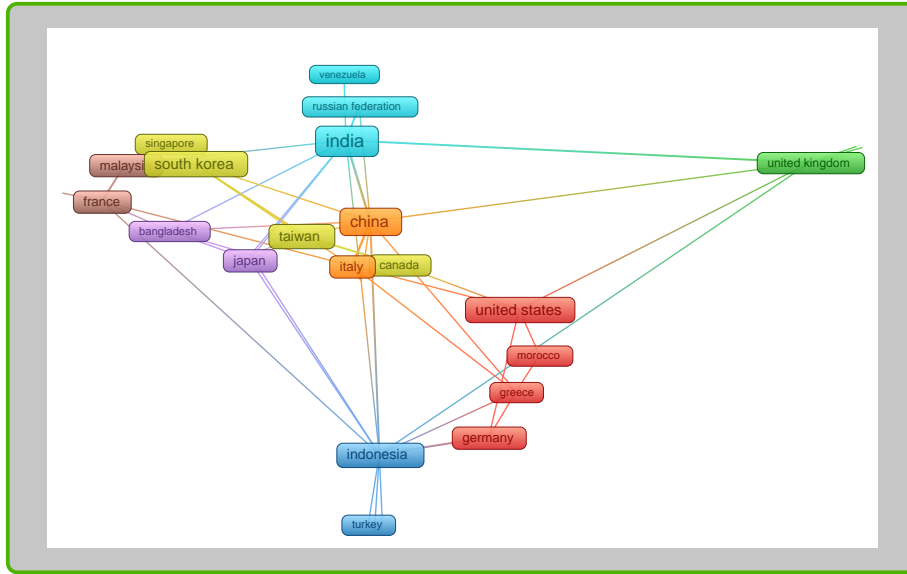 venezuela
russian federation
india
singapore
south korea
malaysi
united kingdom
france
china
bangladesh
taiwan
japan
italy
canada
united states
morocco
greece
germany
indonesia
turkey